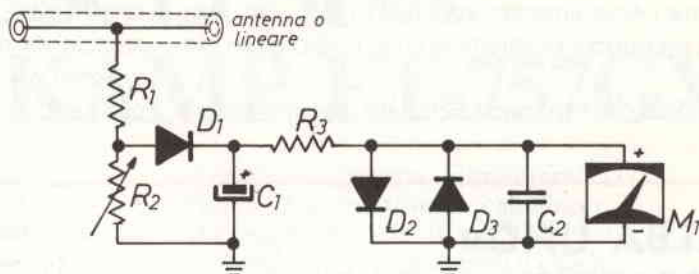 antenna o
lineare
R1
D1
R3
R2
+
C1
D2
D3
C2
+
-
M1